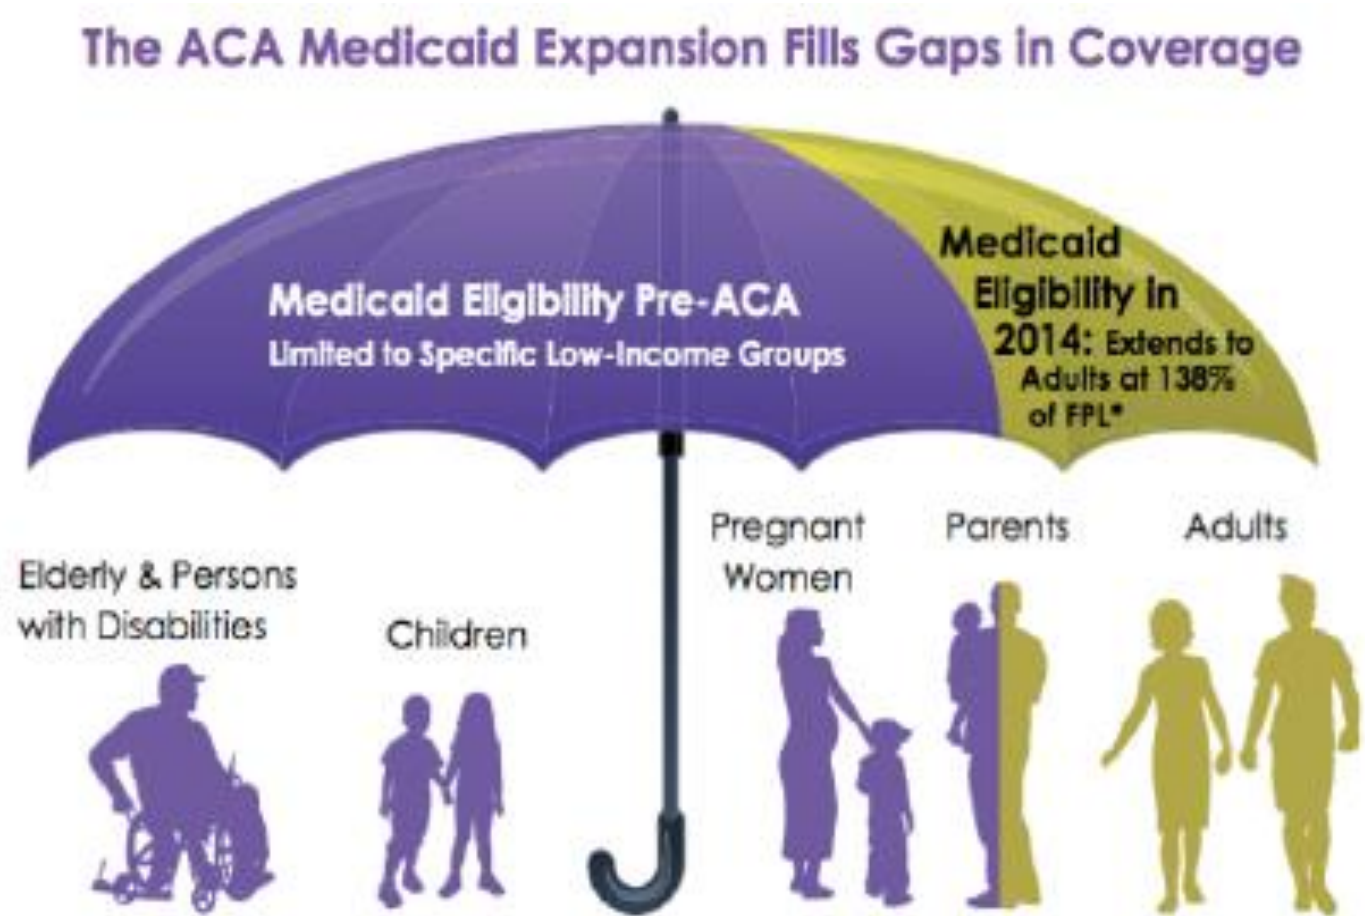 The ACA Medicaid Expansion Fills Gaps in Coverage
Medicaid Eligibility Pre-ACA
Limited to Specific Low-Income Groups
Medicaid
Eligibility in
2014: Extends to
Adults at 138%
of FPL*
Elderly & Persons
with Disabilities
Children
Pregnant
Women
Parents
Adults